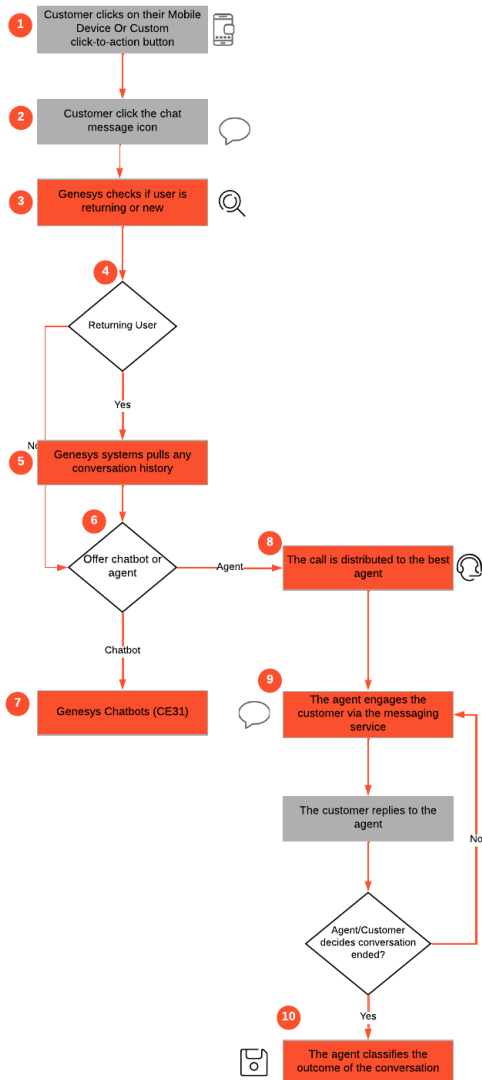 1
Customer clicks on their Mobile
Device Or Custom
click-to-action button
2
Customer click the chat
message icon
3
Genesys checks if user is
returning or new
4
Returning User
Yes
No
5
Genesys systems pulls any
conversation history
6
Offer chatbot or
agent
Agent
8
The call is distributed to the best
agent
Chatbot
7
Genesys Chatbots (CE31)
9
The agent engages the
customer via the messaging
service
The customer replies to the
agent
No
Agent/Customer
decides conversation
ended?
Yes
10
The agent classifies the
outcome of the conversation